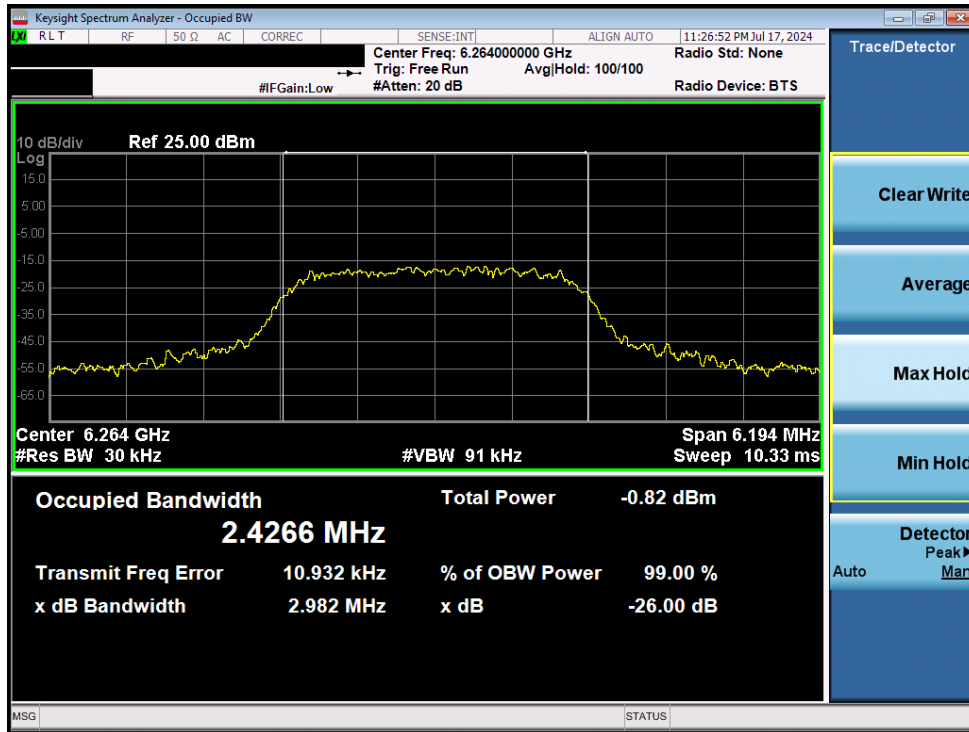 Keysight Spectrum Analyzer - Occupied BW
LXI RLT RF 50 Ω AC CORREC SENSE:INT ALIGN AUTO 11:26:52 PM Jul 17, 2024
Center Freq: 6.264000000 GHz Radio Std: None
Trig: Free Run Avg|Hold: 100/100
#IFGain:Low #Atten: 20 dB Radio Device: BTS
Trace/Detector
10 dB/div Ref 25.00 dBm
Log
15.0
5.00
-5.00
-15.0
-25.0
-35.0
-45.0
-55.0
-65.0
Center 6.264 GHz Span 6.194 MHz
#Res BW 30 kHz #VBW 91 kHz Sweep 10.33 ms
Occupied Bandwidth Total Power -0.82 dBm
2.4266 MHz
Transmit Freq Error 10.932 kHz % of OBW Power 99.00 %
x dB Bandwidth 2.982 MHz x dB -26.00 dB
Clear Write
Average
Max Hold
Min Hold
Detector
Peak
Auto Man
MSG STATUS